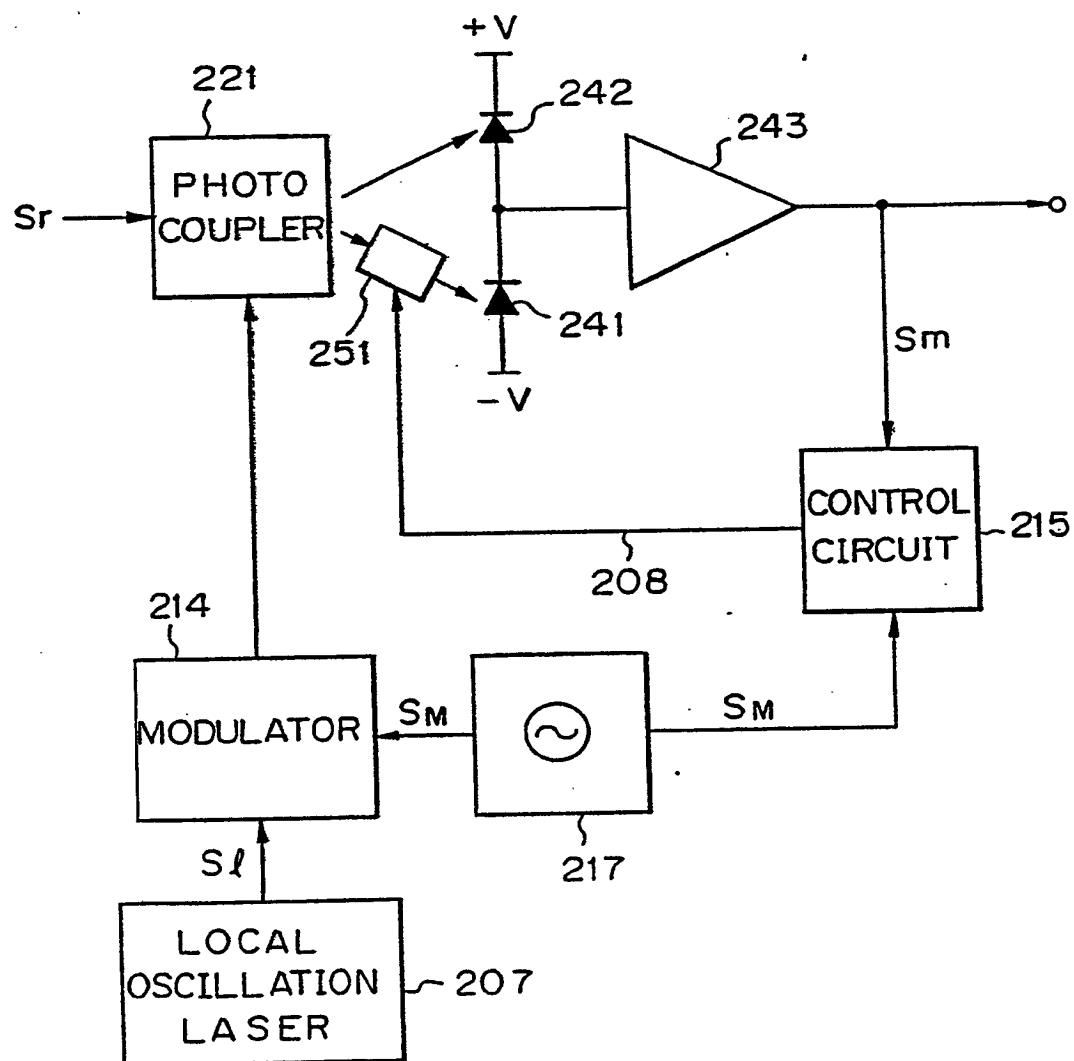 +V
221
242
243
PHOTO
COUPLER
Sr
251
241
-V
Sm
CONTROL
CIRCUIT
215
208
214
MODULATOR
SM
SM
217
Sℓ
LOCAL
OSCILLATION
LASER
207